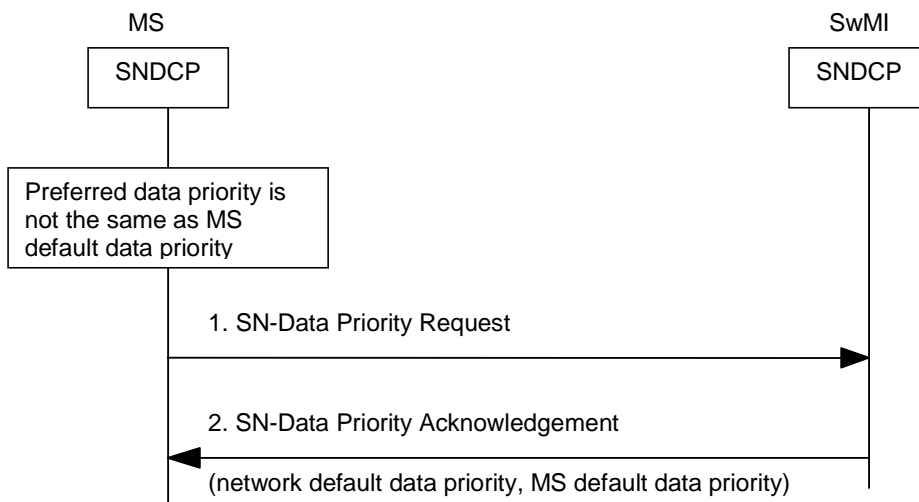 MS
SwMI
SNDCP
SNDCP
Preferred data priority is
not the same as MS
default data priority
1. SN-Data Priority Request
2. SN-Data Priority Acknowledgement
(network default data priority, MS default data priority)